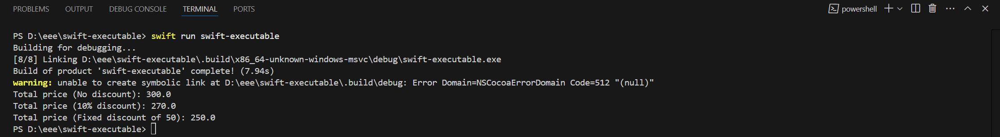 PROBLEMS OUTPUT DEBUG CONSOLE TERMINAL PORTS powershell
PS D:\eee\swift-executable> swift run swift-executable
Building for debugging...
[8/8] Linking D:\eee\swift-executable\.build\x86_64-unknown-windows-msvc\debug\swift-executable.exe
Build of product 'swift-executable' complete! (7.94s)
warning: unable to create symbolic link at D:\eee\swift-executable\.build\debug: Error Domain=NSCocoaErrorDomain Code=512 "(null)"
Total price (No discount): 300.0
Total price (10% discount): 270.0
Total price (Fixed discount of 50): 250.0
PS D:\eee\swift-executable>